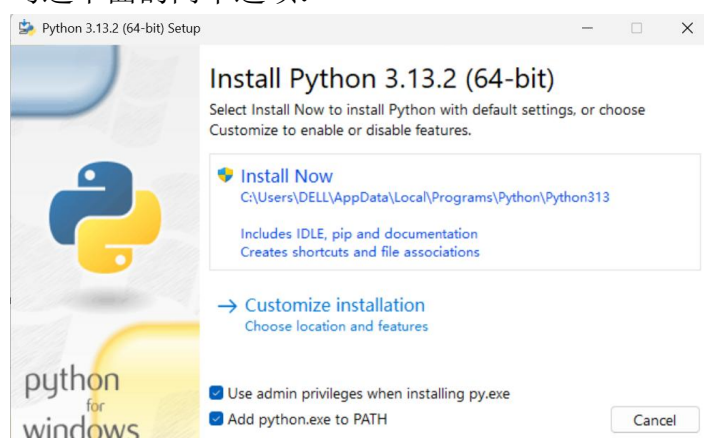 Python 3.13.2 (64-bit) Setup
Install Python 3.13.2 (64-bit)
Select Install Now to install Python with default settings, or choose
Customize to enable or disable features.
Install Now
C:\Users\DELL\AppData\Local\Programs\Python\Python313
Includes IDLE, pip and documentation
Creates shortcuts and file associations
→ Customize installation
Choose location and features
python
for
windows
Use admin privileges when installing py.exe
Add python.exe to PATH
Cancel